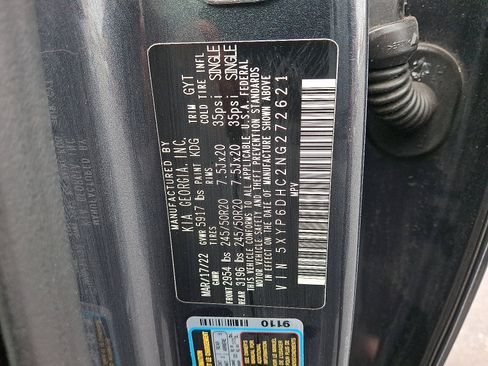 MANUFACTURED BY
KIA GEORGIA, INC.
MAR/17/22 GVWR 5917 lbs PAINT KDG TRIM GYT
GAWR TIRES RIMS COLD TIRE INFL
FRONT 2954 lbs 245/50R20 7.5Jx20 35psi SINGLE
REAR 3196 lbs 245/50R20 7.5Jx20 35psi SINGLE
THIS VEHICLE CONFORMS TO ALL APPLICABLE U.S.A. FEDERAL
MOTOR VEHICLE SAFETY STANDARDS AND THEFT PREVENTION STANDARDS
IN EFFECT ON THE DATE OF MANUFACTURE SHOWN ABOVE
VIN 5XYP6DHC2NG272621
MPV
9110